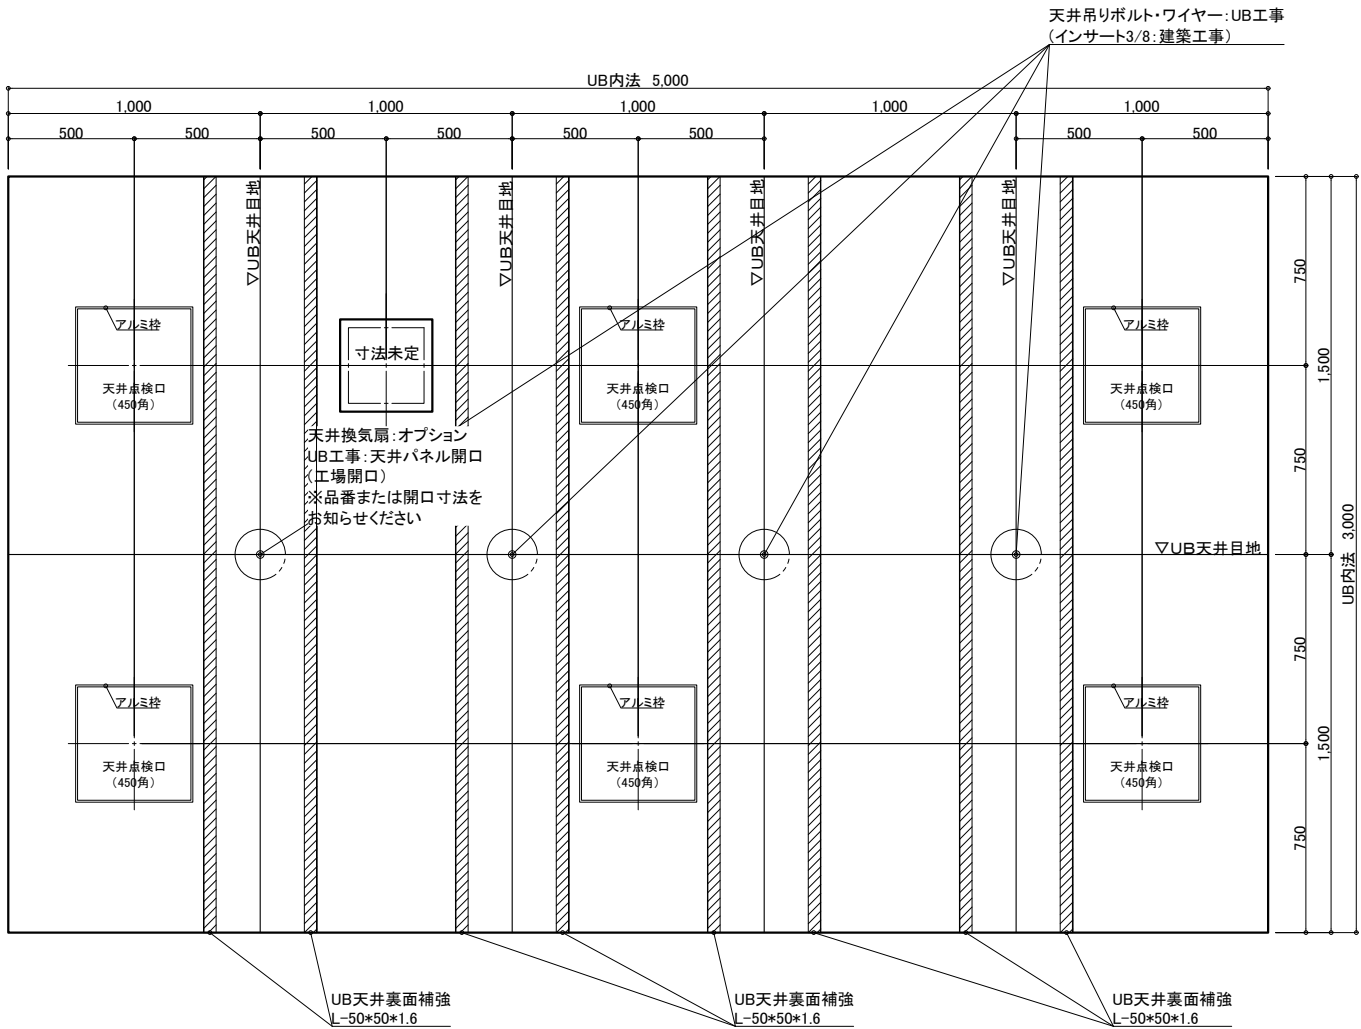 天井吊りボルト・ワイヤー：UB工事
（インサート3/8：建築工事）
UB内法　5,000
1,000
1,000
1,000
1,000
1,000
500
500
500
500
500
500
500
500
▽UB天井目地
▽UB天井目地
▽UB天井目地
▽UB天井目地
アルミ枠
天井点検口
（450角）
寸法未定
アルミ枠
天井点検口
（450角）
アルミ枠
天井点検口
（450角）
天井換気扇：オプション
UB工事：天井パネル開口
（工場開口）
※品番または開口寸法を
お知らせください
▽UB天井目地
750
750
750
750
1,500
1,500
UB内法　3,000
アルミ枠
天井点検口
（450角）
アルミ枠
天井点検口
（450角）
アルミ枠
天井点検口
（450角）
UB天井裏面補強
L-50*50*1.6
UB天井裏面補強
L-50*50*1.6
UB天井裏面補強
L-50*50*1.6